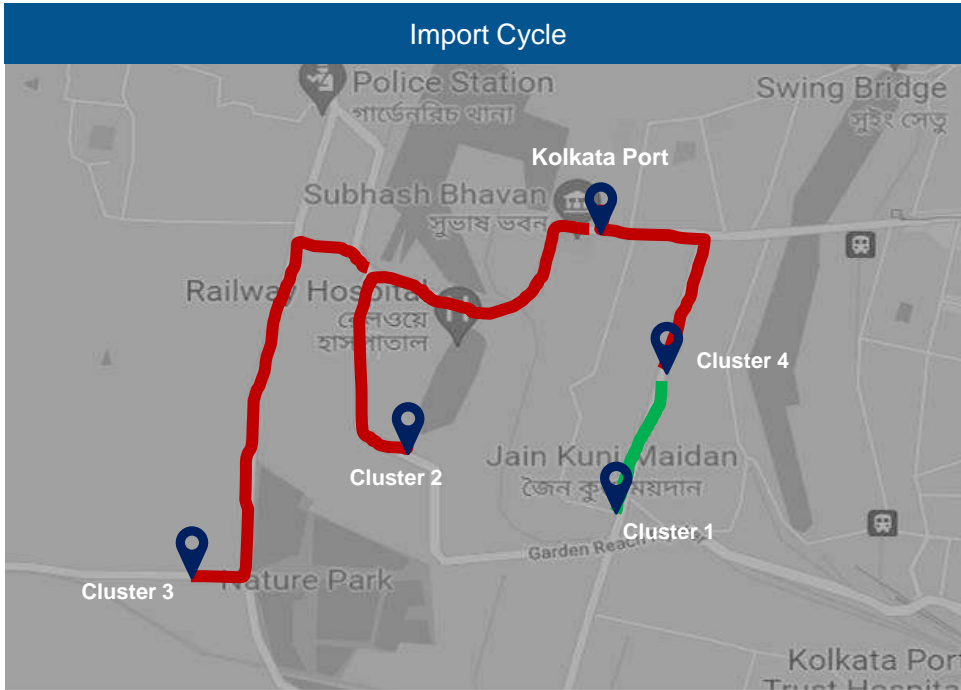 Import Cycle
Police Station
গার্ডেনরিচ থানা
Swing Bridge
সুইং সেতু
Kolkata Port
Subhash Bhavan
সুভাষ ভবন
Railway Hospital
রেলওয়ে
হাসপাতাল
Cluster 4
Cluster 2
Jain Kunj Maidan
জৈন কুঞ্জ ময়দান
Cluster 1
Garden Reach
Cluster 3
Nature Park
Kolkata Port
Trust Hospital